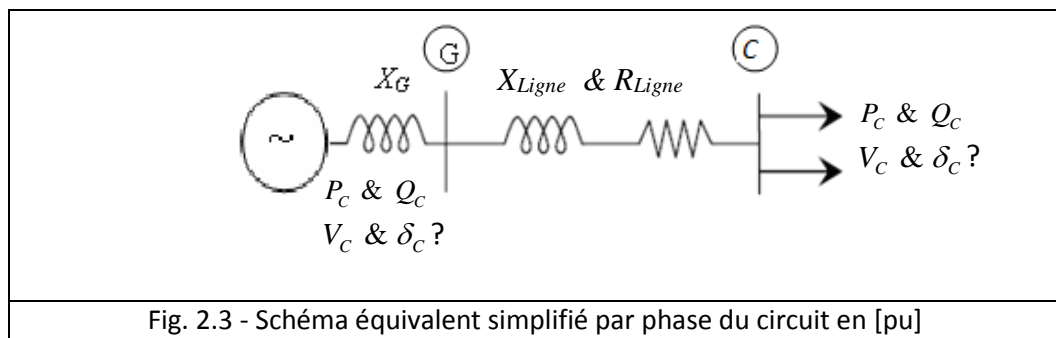 G
C
X_G
X_Ligne & R_Ligne
~
P_C & Q_C
V_C & δ_C ?
P_C & Q_C
V_C & δ_C ?
Fig. 2.3 - Schéma équivalent simplifié par phase du circuit en [pu]